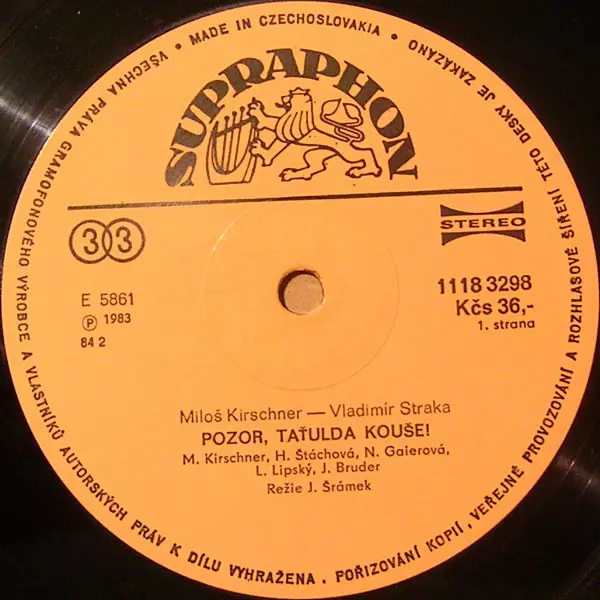 • MADE IN CZECHOSLOVAKIA •
VŠECHNA PRÁVA GRAMOFONOVÉHO VÝROBCE A VLASTNÍKŮ AUTORSKÝCH PRÁV K DÍLU VYHRAŽENA . POŘIZOVÁNÍ KOPIÍ, VEŘEJNÉ PROVOZOVÁNÍ A ROZHLASOVÉ ŠÍŘENÍ TÉTO DESKY JE ZAKÁZÁNO
SUPRAPHON
33
STEREO
E 5861
Ⓟ 1983
84 2
1118 3298
Kčs 36,-
1. strana
Miloš Kirschner — Vladimír Straka
POZOR, TAŤULDA KOUŠE!
M. Kirschner, H. Štáchová, N. Gaierová,
L. Lipský, J. Bruder
Režie J. Šrámek